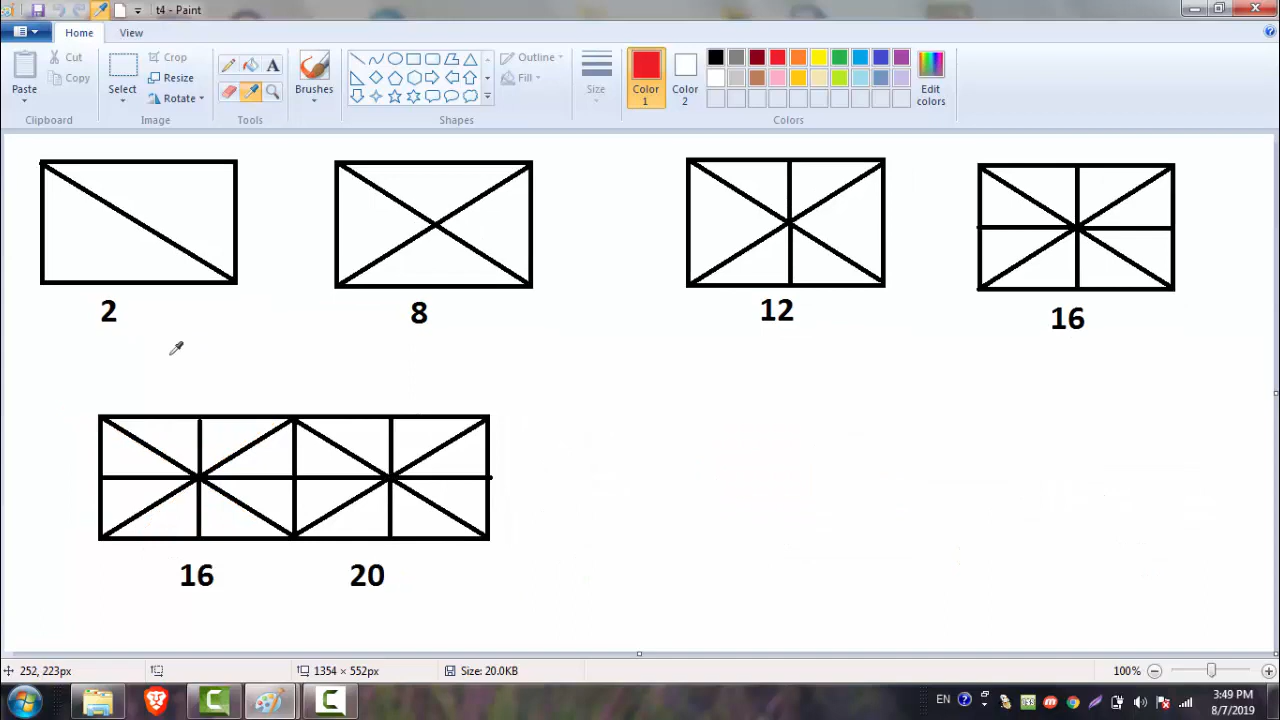 t4 - Paint
Home View
Paste
Cut
Copy
Clipboard
Select
Crop
Resize
Rotate
Image
A
Tools
Brushes
Outline
Fill
Shapes
Size
Color 1
Color 2
Edit colors
Colors
2
8
12
16
16
20
252, 223px
1354 × 552px
Size: 20.0KB
100%
EN
3:49 PM
8/7/2019